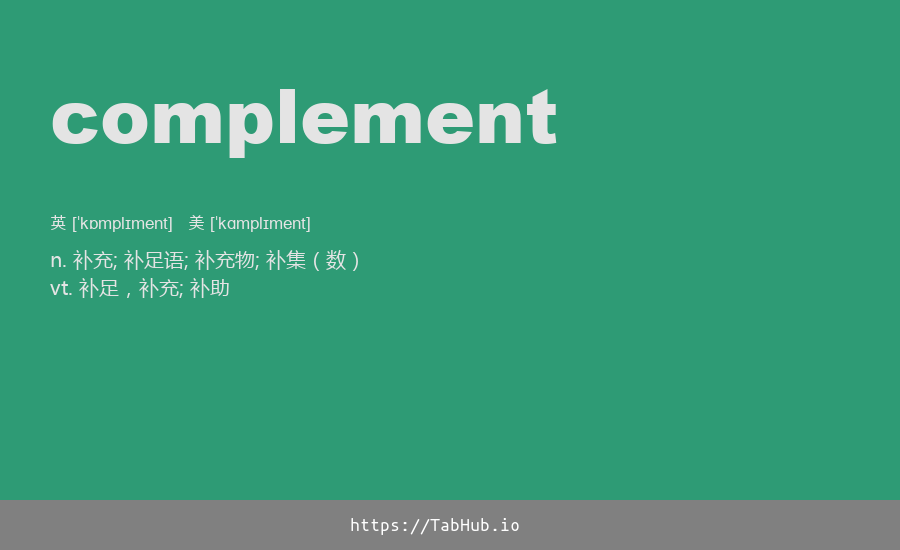 complement
英 [ˈkɒmplɪment]   美 [ˈkɑmplɪment]
n. 补充; 补足语; 补充物; 补集（数）
vt. 补足，补充; 补助
https://TabHub.io